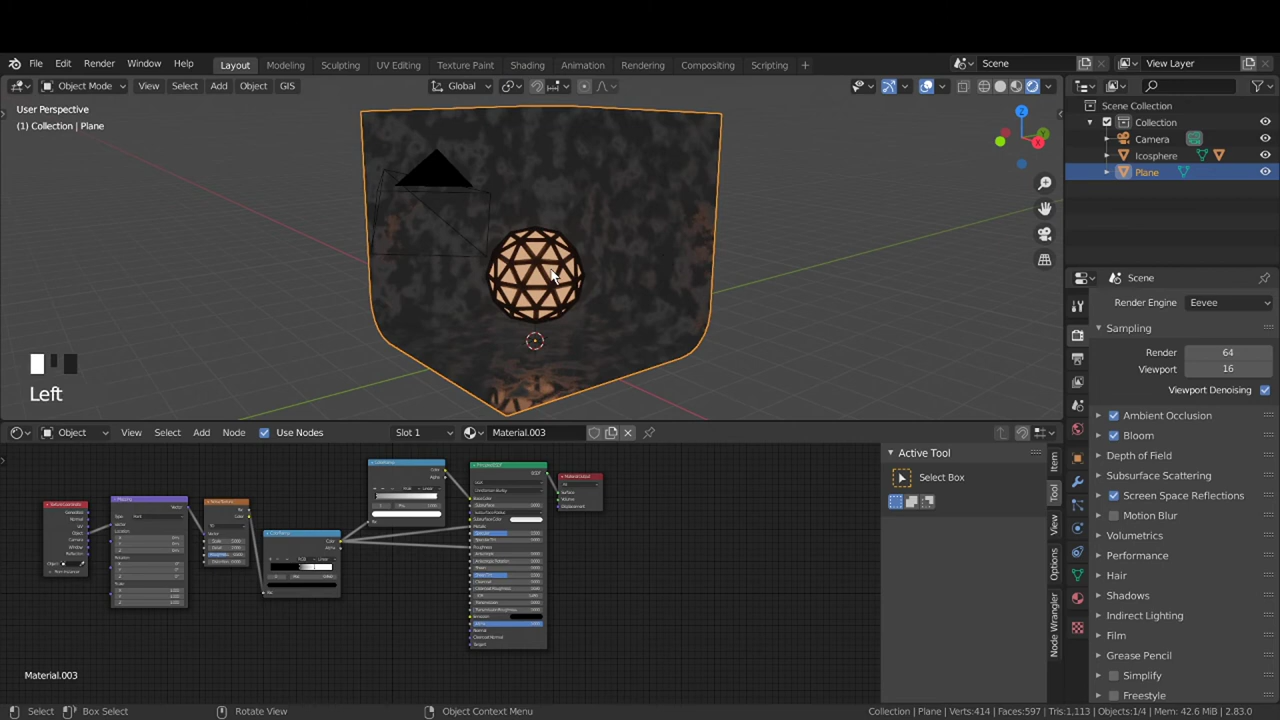 File Edit Render Window Help Layout Modeling Sculpting UV Editing Texture Paint Shading Animation Rendering Compositing Scripting + Scene View Layer
Object Mode View Select Add Object GIS Global
User Perspective
(1) Collection | Plane
Z
Y
X
Left
Scene Collection
Collection
Camera
Icosphere
Plane
Scene
Render Engine Eevee
Sampling
Render 64
Viewport 16
Viewport Denoising
Ambient Occlusion
Bloom
Depth of Field
Subsurface Scattering
Screen Space Reflections
Motion Blur
Volumetrics
Performance
Hair
Shadows
Indirect Lighting
Film
Grease Pencil
Simplify
Freestyle
Object View Select Add Node Use Nodes Slot 1 Material.003
Active Tool
Select Box
Item
Tool
View
Options
Node Wrangler
Material.003
Select Box Select Rotate View Object Context Menu Collection | Plane | Verts:414 | Faces:597 | Tris:1,113 | Objects:1/4 | Mem: 42.6 MiB | 2.83.0